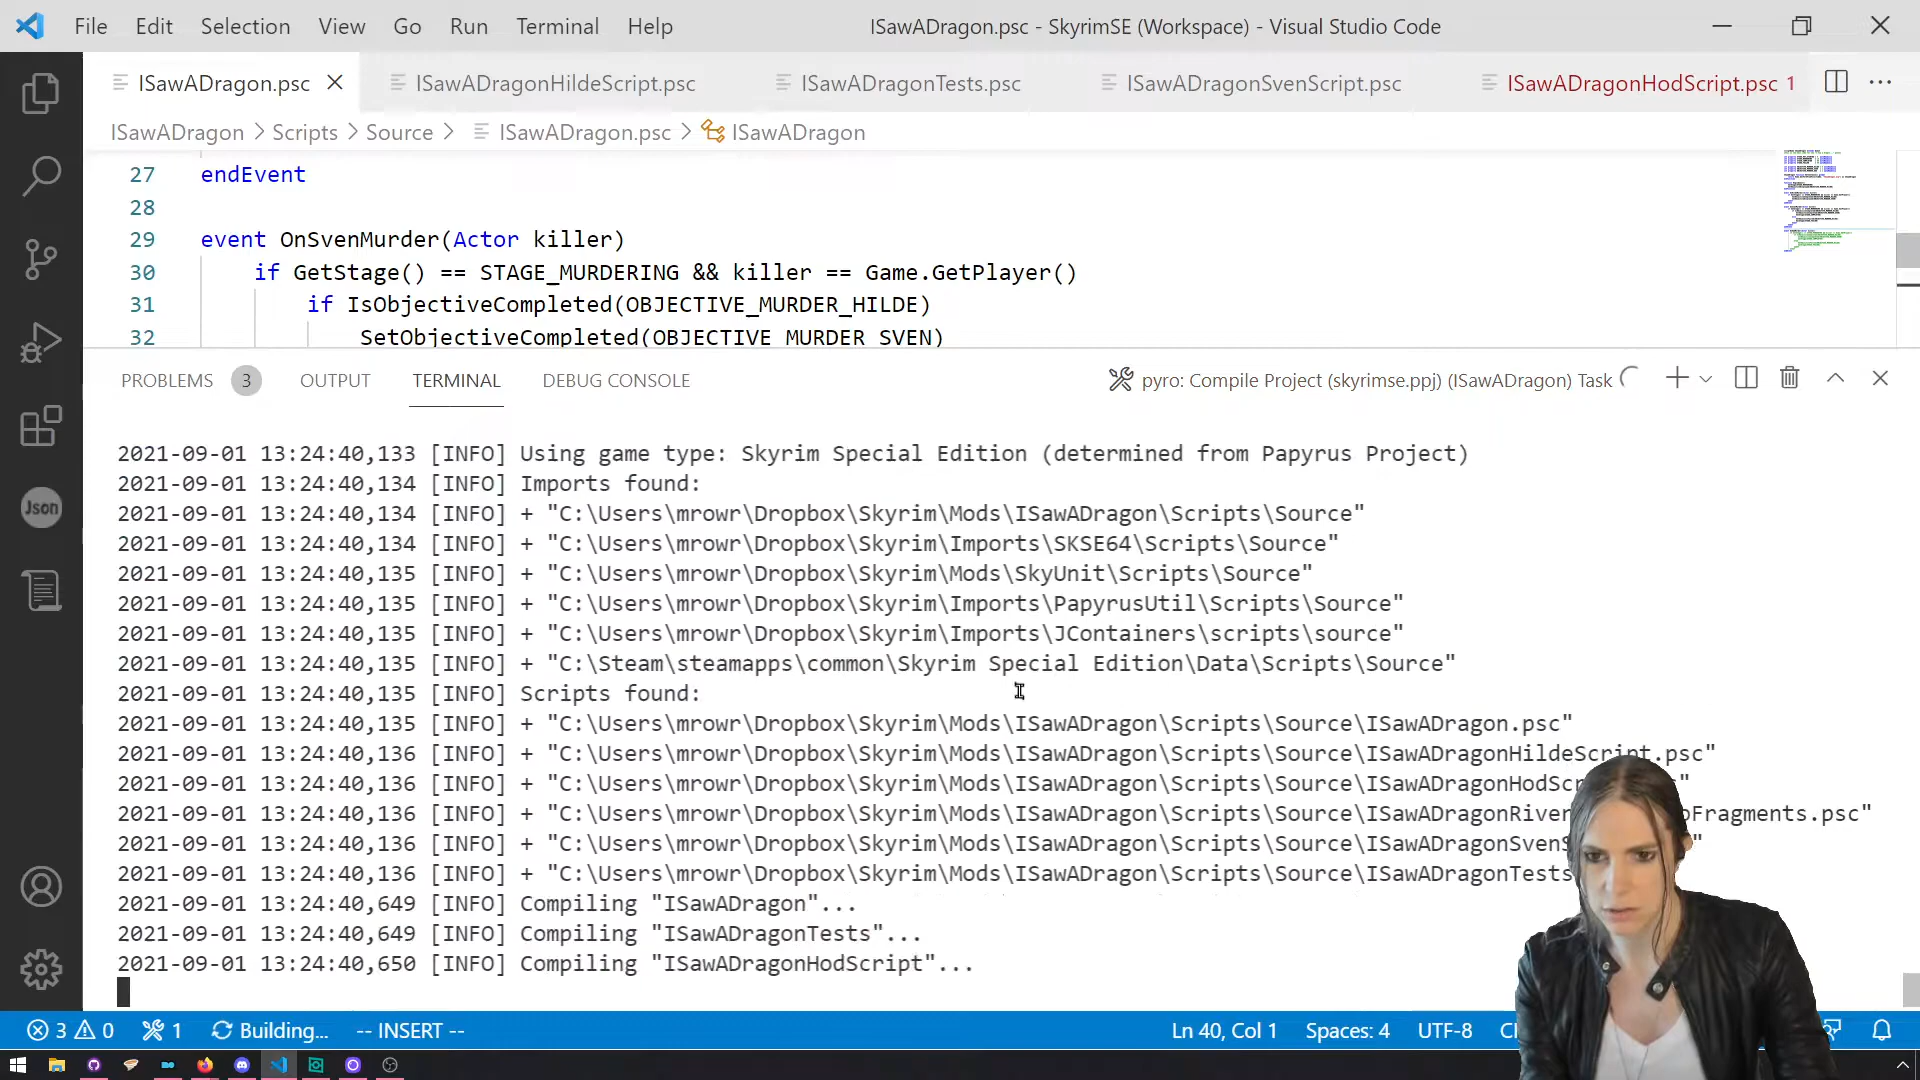 File Edit Selection View Go Run Terminal Help
ISawADragon.psc - SkyrimSE (Workspace) - Visual Studio Code
ISawADragon.psc
ISawADragonHildeScript.psc
ISawADragonTests.psc
ISawADragonSvenScript.psc
ISawADragonHodScript.psc 1
ISawADragon > Scripts > Source > ISawADragon.psc > ISawADragon
27 endEvent
28
29 event OnSvenMurder(Actor killer)
30 if GetStage() == STAGE_MURDERING && killer == Game.GetPlayer()
31 if IsObjectiveCompleted(OBJECTIVE_MURDER_HILDE)
32 SetObjectiveCompleted(OBJECTIVE_MURDER_SVEN)
PROBLEMS 3 OUTPUT TERMINAL DEBUG CONSOLE
pyro: Compile Project (skyrimse.ppj) (ISawADragon) Task
2021-09-01 13:24:40,133 [INFO] Using game type: Skyrim Special Edition (determined from Papyrus Project)
2021-09-01 13:24:40,134 [INFO] Imports found:
2021-09-01 13:24:40,134 [INFO] + "C:\Users\mrowr\Dropbox\Skyrim\Mods\ISawADragon\Scripts\Source"
2021-09-01 13:24:40,134 [INFO] + "C:\Users\mrowr\Dropbox\Skyrim\Imports\SKSE64\Scripts\Source"
2021-09-01 13:24:40,135 [INFO] + "C:\Users\mrowr\Dropbox\Skyrim\Mods\SkyUnit\Scripts\Source"
2021-09-01 13:24:40,135 [INFO] + "C:\Users\mrowr\Dropbox\Skyrim\Imports\PapyrusUtil\Scripts\Source"
2021-09-01 13:24:40,135 [INFO] + "C:\Users\mrowr\Dropbox\Skyrim\Imports\JContainers\scripts\source"
2021-09-01 13:24:40,135 [INFO] + "C:\Steam\steamapps\common\Skyrim Special Edition\Data\Scripts\Source"
2021-09-01 13:24:40,135 [INFO] Scripts found:
2021-09-01 13:24:40,135 [INFO] + "C:\Users\mrowr\Dropbox\Skyrim\Mods\ISawADragon\Scripts\Source\ISawADragon.psc"
2021-09-01 13:24:40,136 [INFO] + "C:\Users\mrowr\Dropbox\Skyrim\Mods\ISawADragon\Scripts\Source\ISawADragonHildeScript.psc"
2021-09-01 13:24:40,136 [INFO] + "C:\Users\mrowr\Dropbox\Skyrim\Mods\ISawADragon\Scripts\Source\ISawADragonHodSc
2021-09-01 13:24:40,136 [INFO] + "C:\Users\mrowr\Dropbox\Skyrim\Mods\ISawADragon\Scripts\Source\ISawADragonRiver oFragments.psc"
2021-09-01 13:24:40,136 [INFO] + "C:\Users\mrowr\Dropbox\Skyrim\Mods\ISawADragon\Scripts\Source\ISawADragonSvenS "
2021-09-01 13:24:40,136 [INFO] + "C:\Users\mrowr\Dropbox\Skyrim\Mods\ISawADragon\Scripts\Source\ISawADragonTests
2021-09-01 13:24:40,649 [INFO] Compiling "ISawADragon"...
2021-09-01 13:24:40,649 [INFO] Compiling "ISawADragonTests"...
2021-09-01 13:24:40,650 [INFO] Compiling "ISawADragonHodScript"...
3 0 1 Building... -- INSERT --
Ln 40, Col 1 Spaces: 4 UTF-8
Json